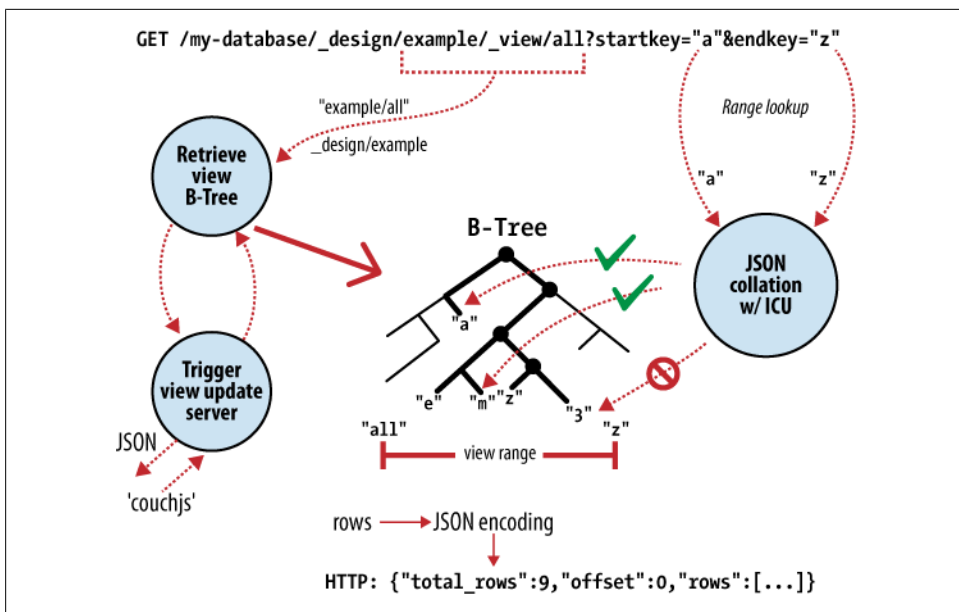 GET /my-database/_design/example/_view/all?startkey="a"&endkey="z"
"example/all"
_design/example
Range lookup
"a"
"z"
Retrieve
view
B-Tree
B-Tree
JSON
collation
w/ ICU
"a"
Trigger
view update
server
"e"
"m"
"z"
"3"
"all"
"z"
view range
JSON
'couchjs'
rows
JSON encoding
HTTP: {"total_rows":9,"offset":0,"rows":[...]}